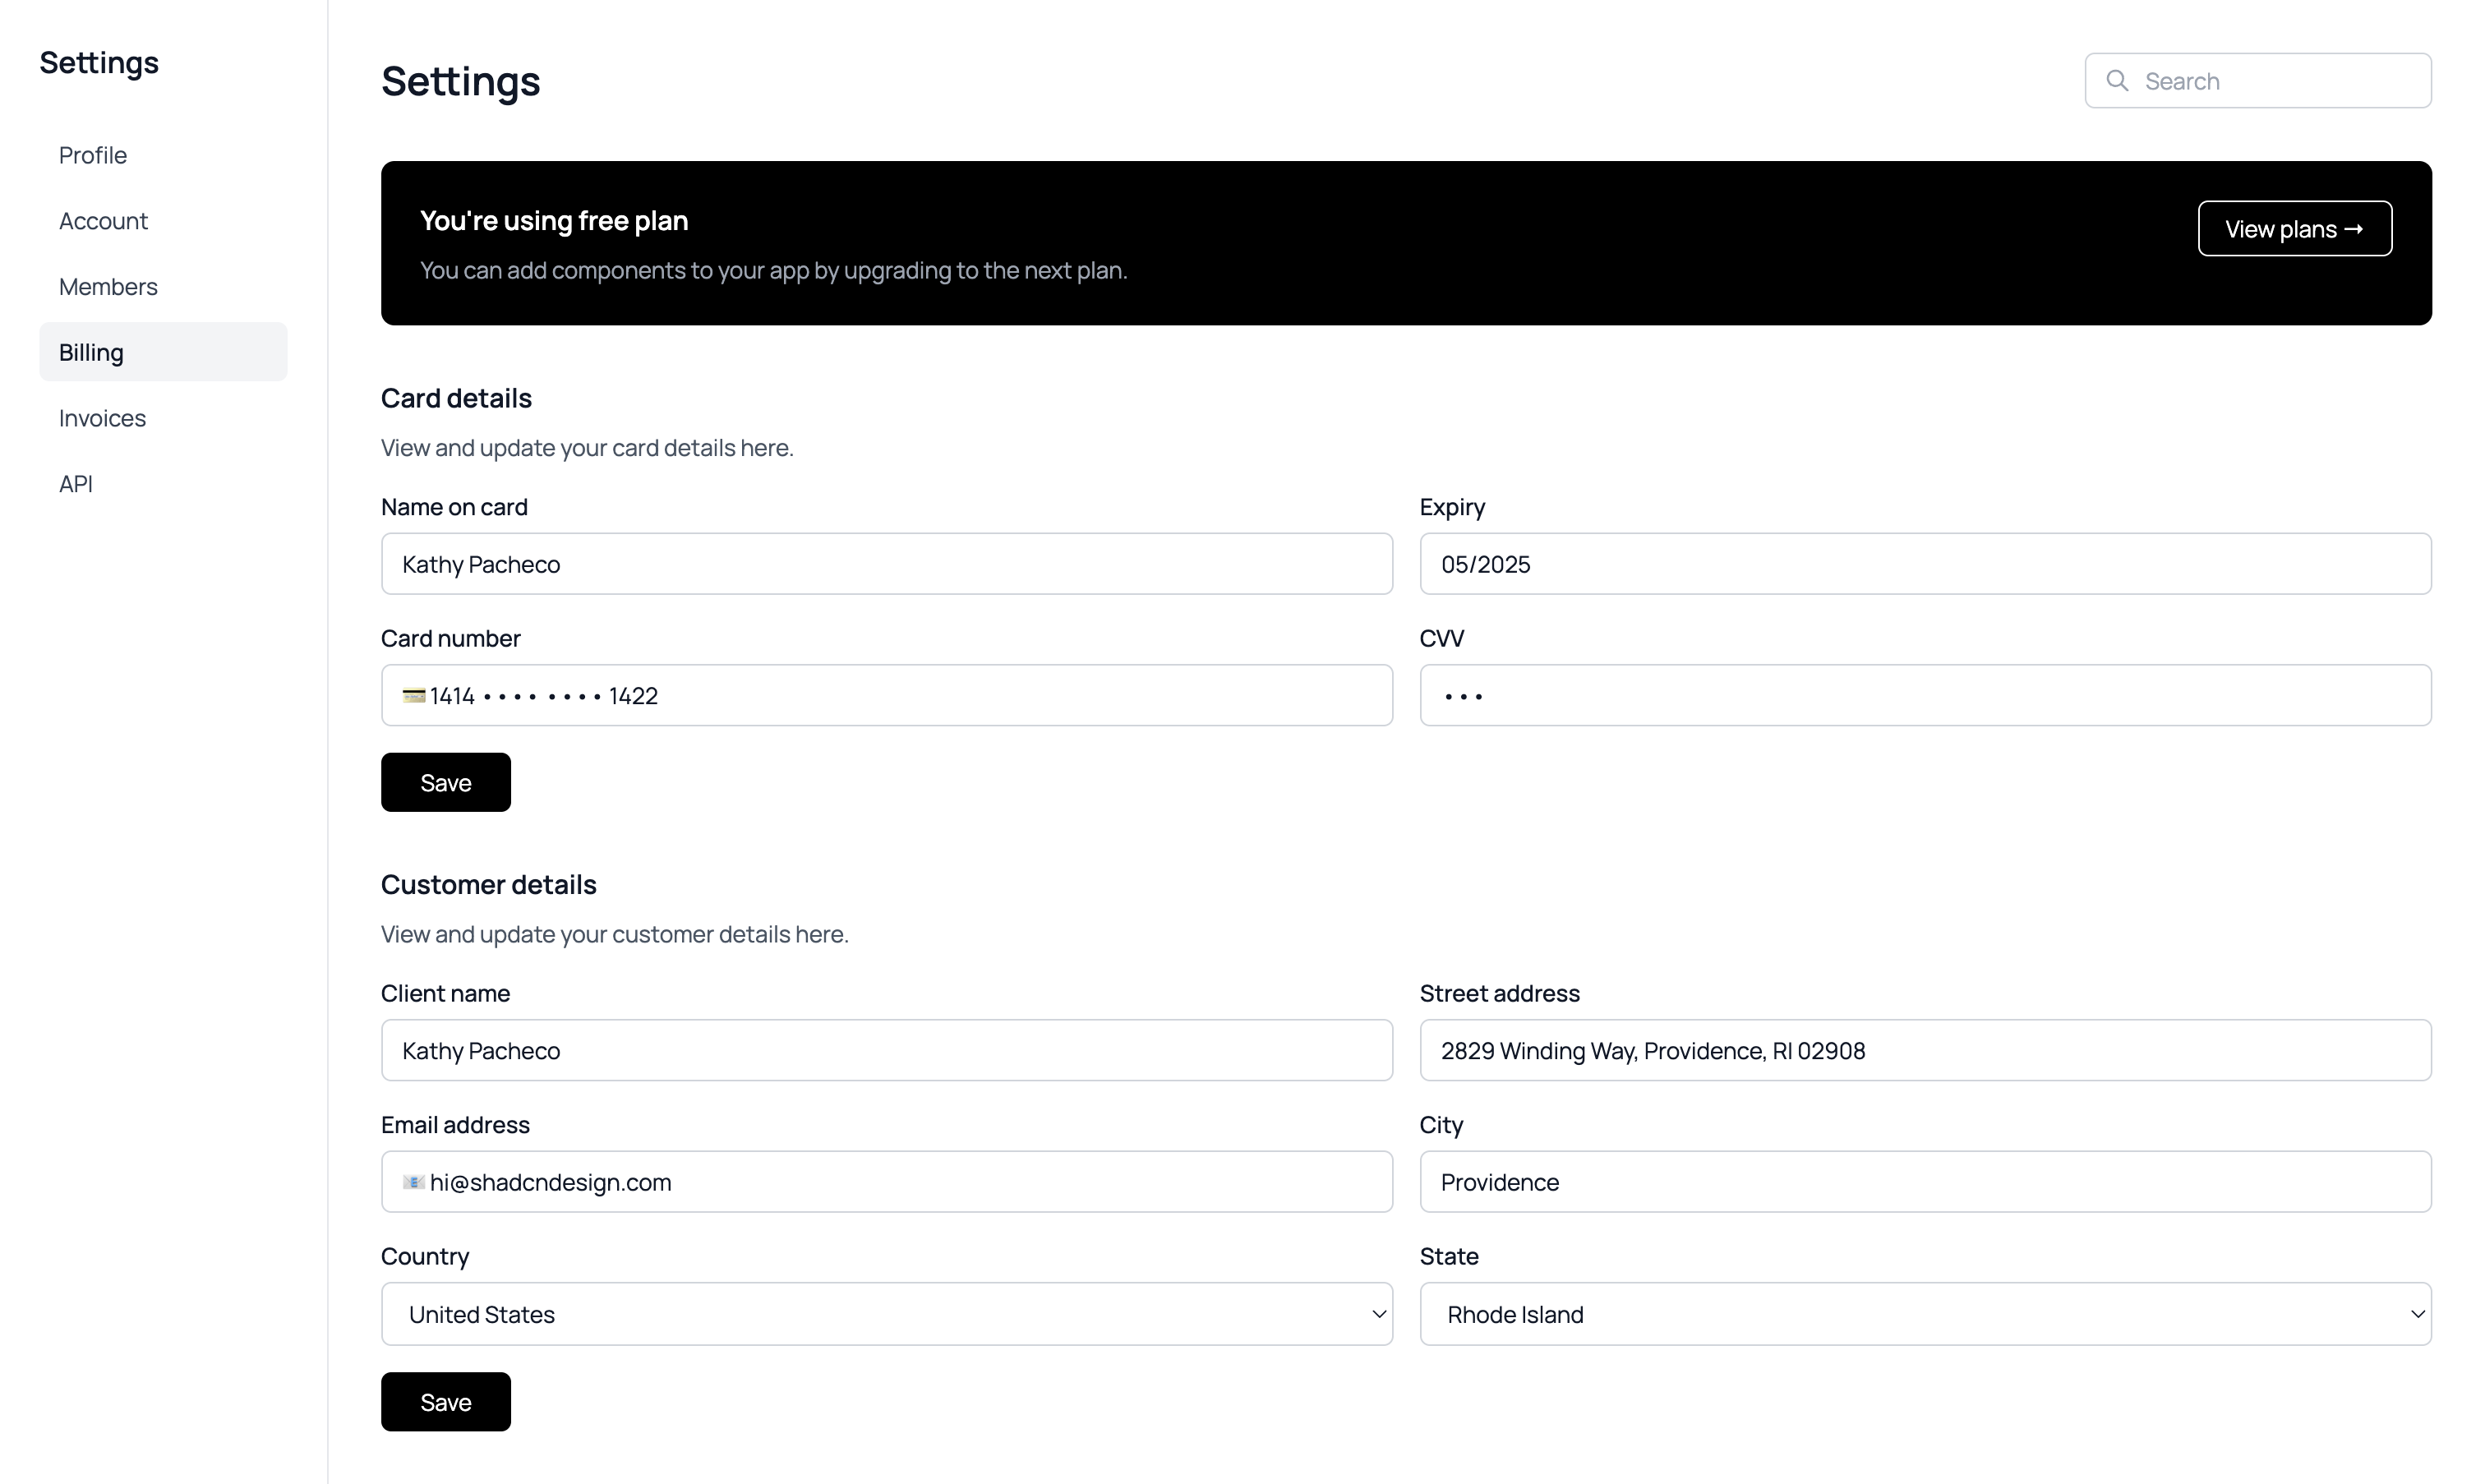 Settings
Profile
Account
Members
Billing
Invoices
API
Settings
Search
You're using free plan
You can add components to your app by upgrading to the next plan.
View plans →
Card details
View and update your card details here.
Name on card
Kathy Pacheco
Expiry
05/2025
Card number
💳 1414 •••• •••• 1422
CVV
•••
Save
Customer details
View and update your customer details here.
Client name
Kathy Pacheco
Street address
2829 Winding Way, Providence, RI 02908
Email address
📧 hi@shadcndesign.com
City
Providence
Country
United States
State
Rhode Island
Save